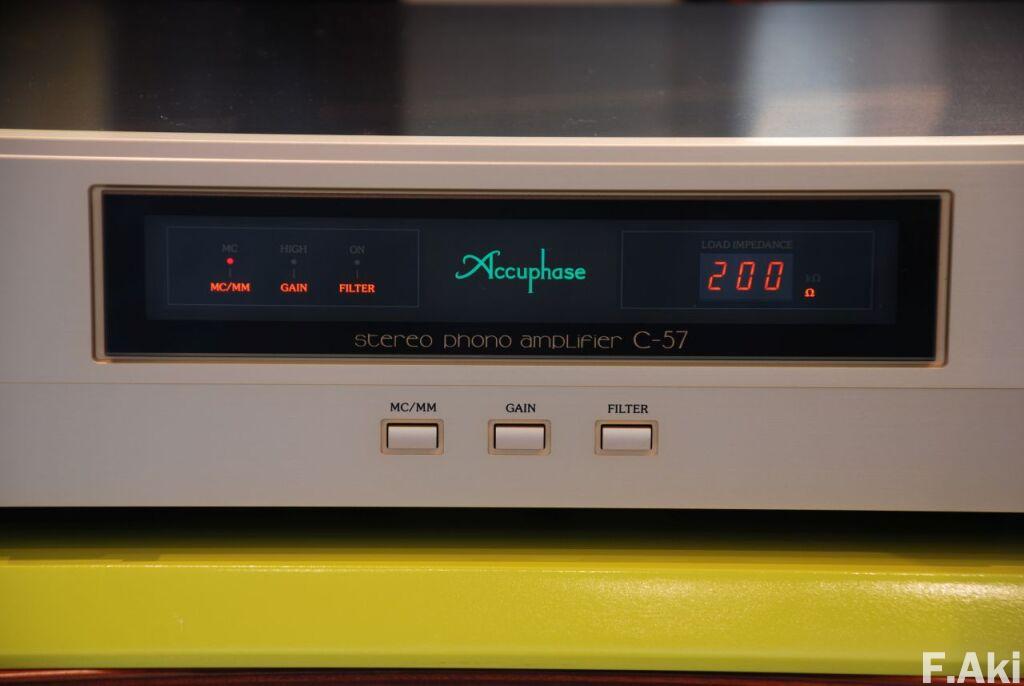 MC HIGH ON
MC/MM GAIN FILTER
Accuphase
LOAD IMPEDANCE
200
kΩ
Ω
stereo phono amplifier C-57
MC/MM GAIN FILTER
F.Aki